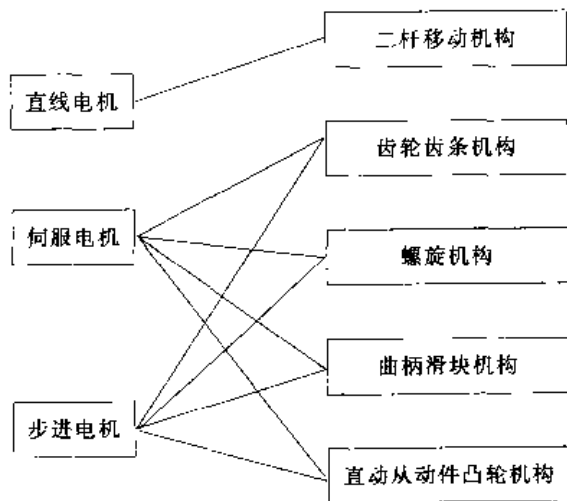 二杆移动机构
直线电机
齿轮齿条机构
伺服电机
螺旋机构
曲柄滑块机构
步进电机
直动从动件凸轮机构